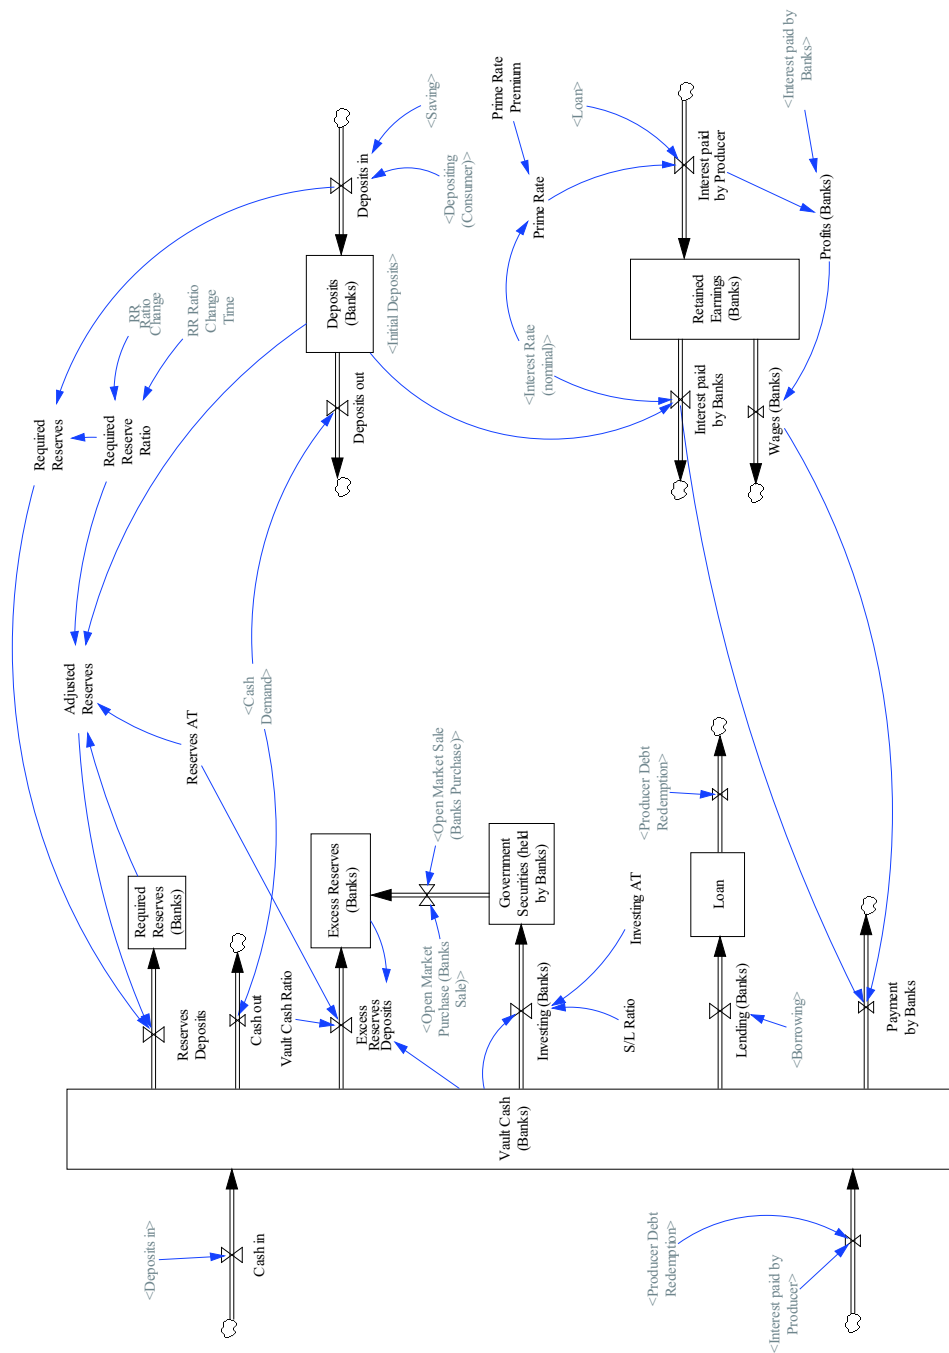 <Deposits in>
Cash in
<Producer Debt
Redemption>
<Interest paid by
Producer>
Vault Cash
(Banks)
Reserves
Deposits
Required
Reserves
(Banks)
Cash out
Vault Cash Ratio
Excess
Reserves
Deposits
Excess Reserves
(Banks)
<Open Market
Purchase (Banks
Sale)>
<Open Market Sale
(Banks Purchase)>
Government
Securities (held
by Banks)
Investing (Banks)
Investing AT
S/L Ratio
Lending (Banks)
<Borrowing>
Loan
<Producer Debt
Redemption>
Payment
by Banks
Adjusted
Reserves
Reserves AT
<Cash
Demand>
Required
Reserves
Required
Reserve
Ratio
RR
Ratio
Change
RR Ratio
Change
Time
Deposits out
Deposits
(Banks)
<Initial Deposits>
Deposits in
<Saving>
<Depositing
(Consumer)>
Prime Rate
Premium
Prime Rate
<Loan>
<Interest Rate
(nominal)>
Interest paid
by Banks
Retained
Earnings
(Banks)
Interest paid
by Producer
<Interest paid by
Banks>
Wages (Banks)
Profits (Banks)